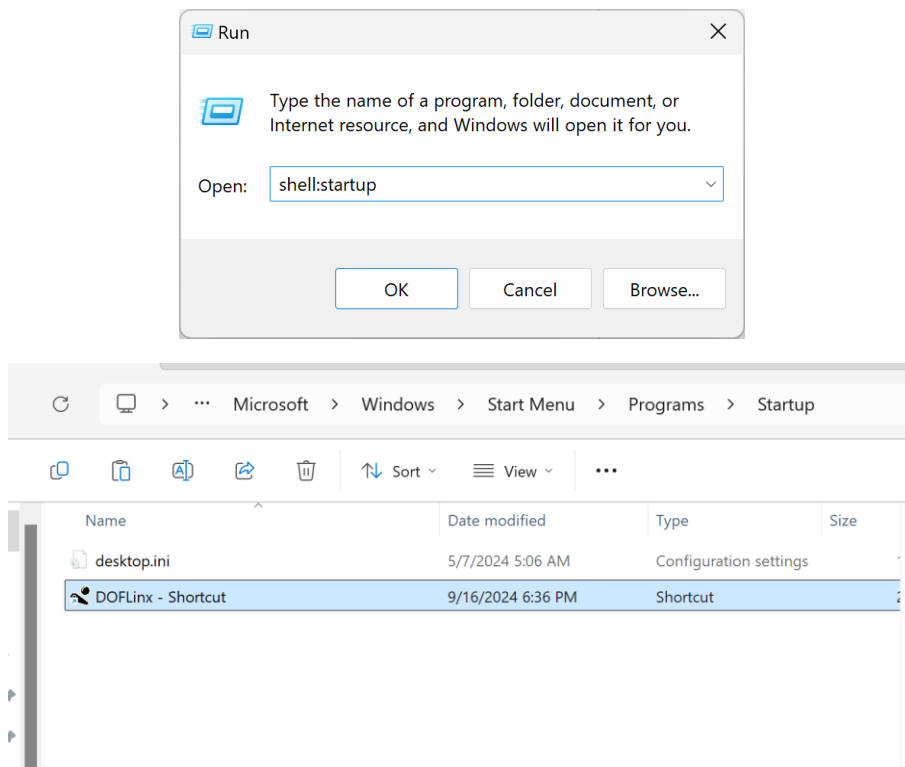 Run
Type the name of a program, folder, document, or
Internet resource, and Windows will open it for you.
Open: shell:startup
OK Cancel Browse...
Microsoft > Windows > Start Menu > Programs > Startup
Sort View
Name Date modified Type Size
desktop.ini 5/7/2024 5:06 AM Configuration settings
DOFLinx - Shortcut 9/16/2024 6:36 PM Shortcut